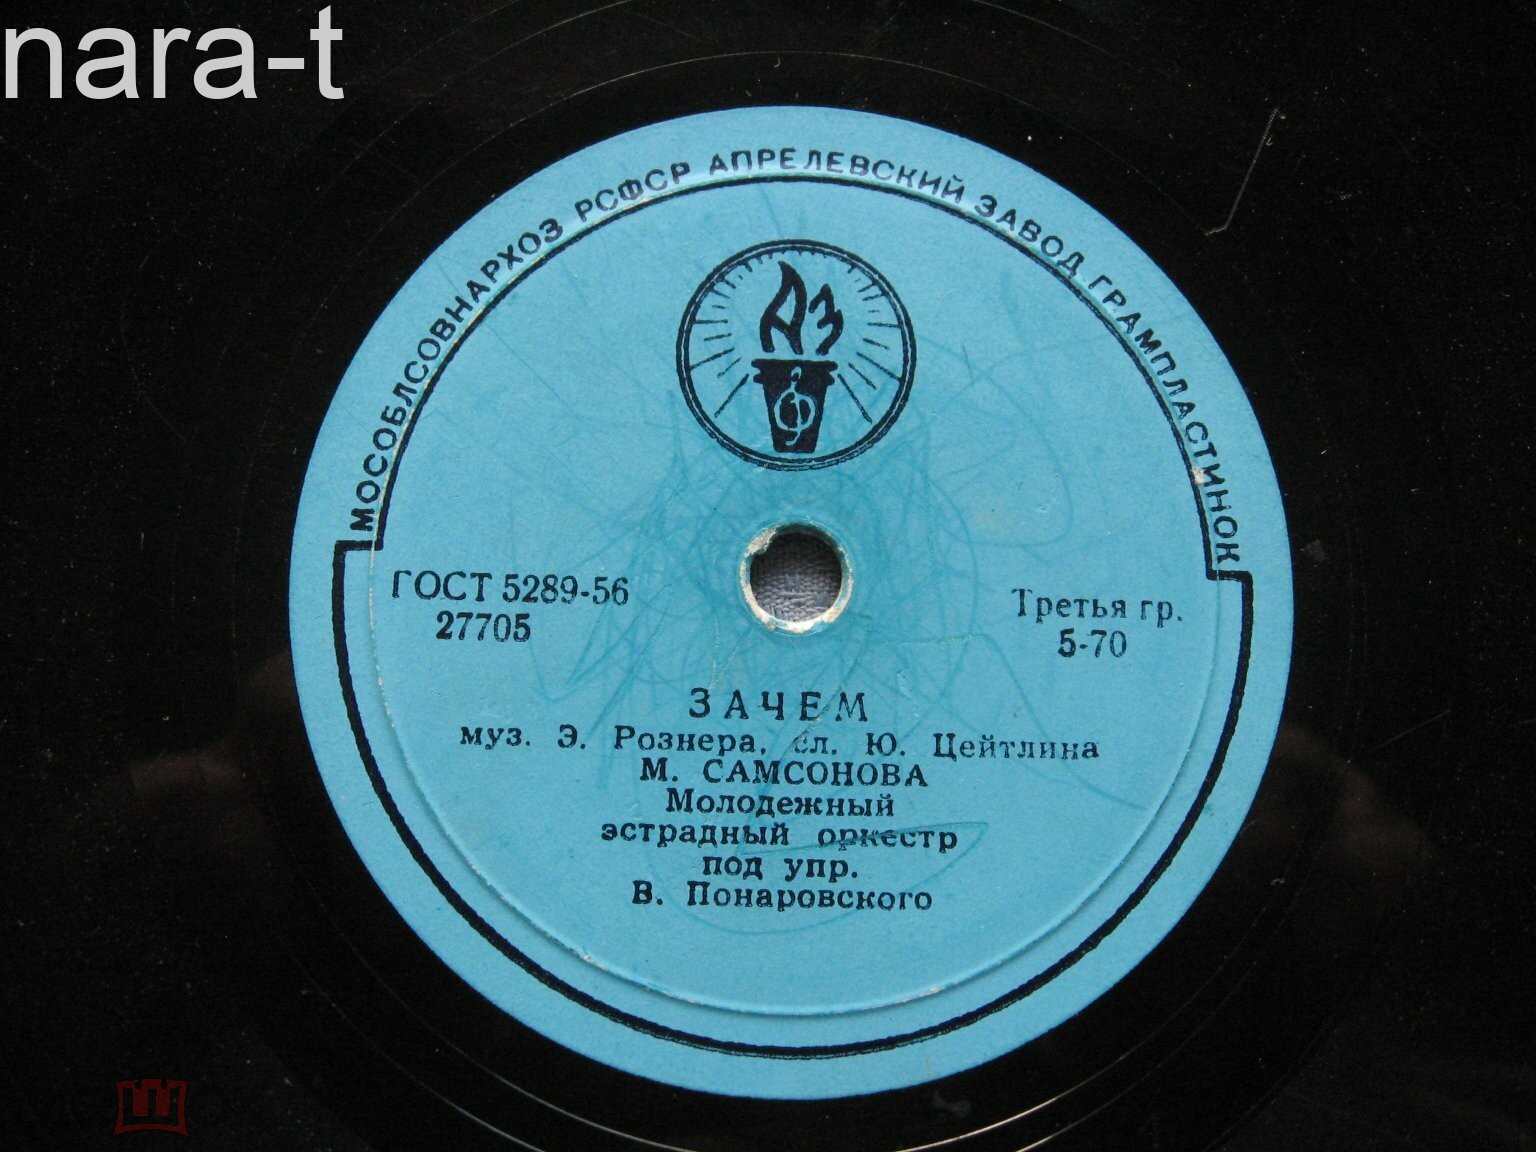 nara-t
МОСОБЛСОВНАРХОЗ РСФСР АПРЕЛЕВСКИЙ ЗАВОД ГРАМПЛАСТИНОК
АЗ
ГОСТ 5289-56
27705
Третья гр.
5-70
ЗАЧЕМ
муз. Э. Рознера, сл. Ю. Цейтлина
М. САМСОНОВА
Молодежный
эстрадный оркестр
под упр.
В. Понаровского